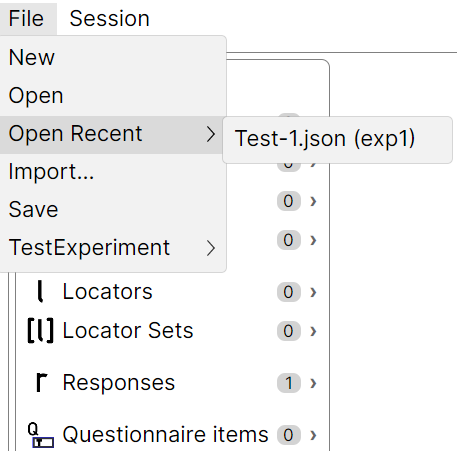 File Session
New
Open
Open Recent
Test-1.json (exp1)
Import...
0
Save
0
TestExperiment
0
Locators 0
Locator Sets 0
Responses 1
Q Questionnaire items 0